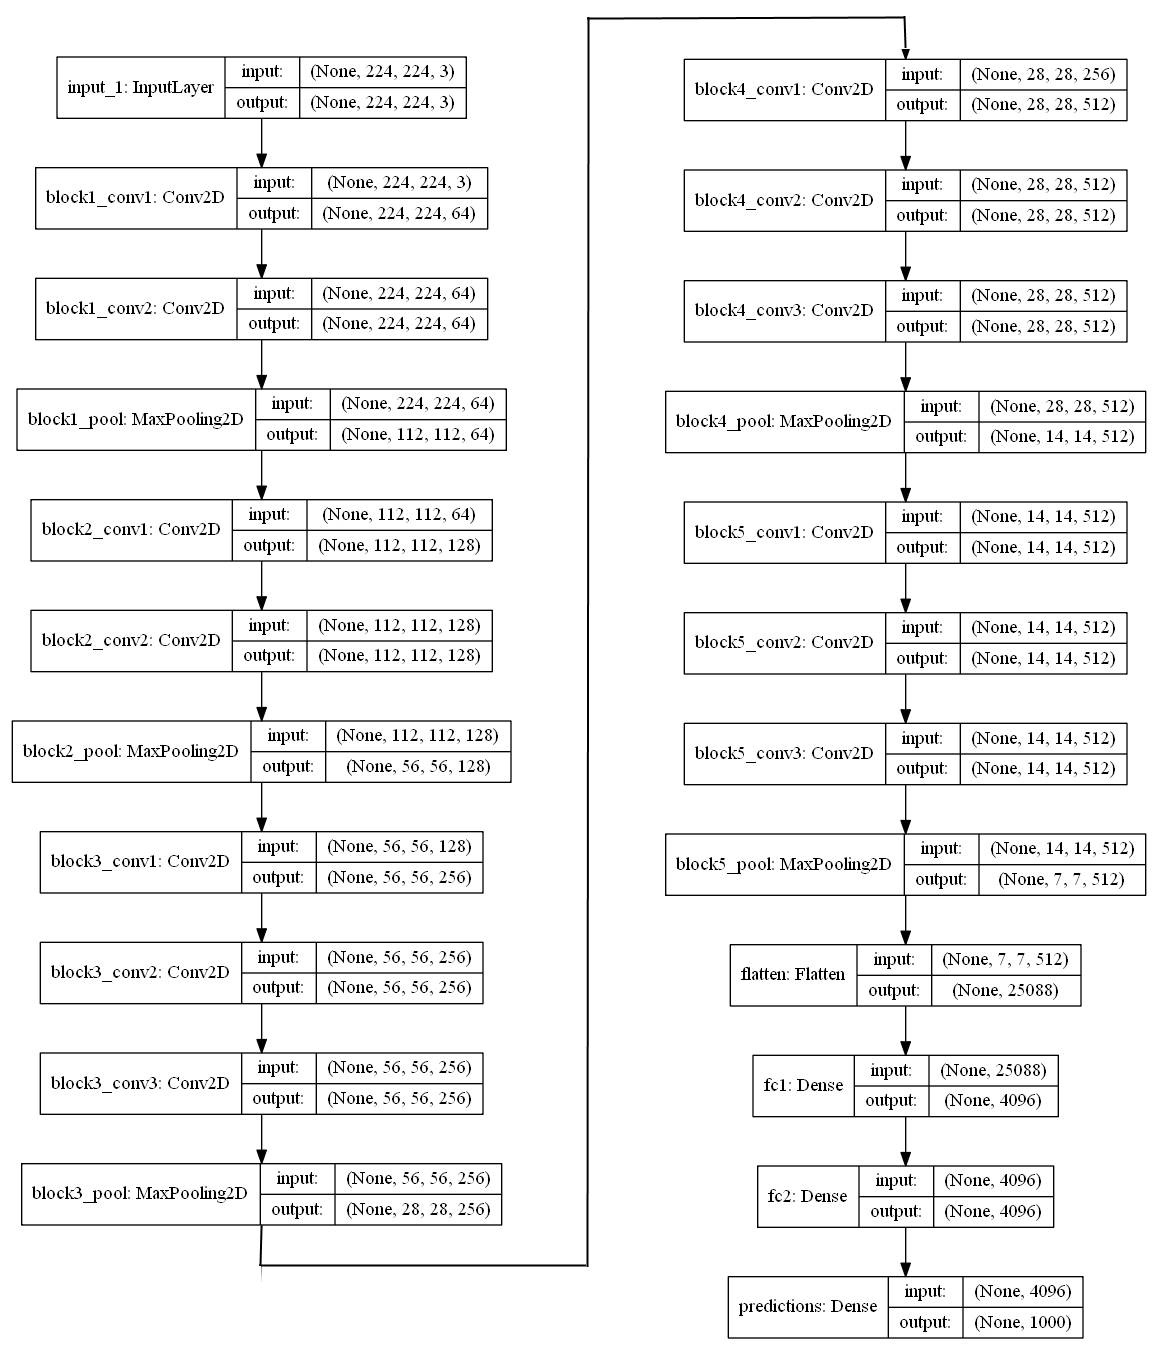 input_1: InputLayer
input: (None, 224, 224, 3)
output: (None, 224, 224, 3)
block1_conv1: Conv2D
input: (None, 224, 224, 3)
output: (None, 224, 224, 64)
block1_conv2: Conv2D
input: (None, 224, 224, 64)
output: (None, 224, 224, 64)
block1_pool: MaxPooling2D
input: (None, 224, 224, 64)
output: (None, 112, 112, 64)
block2_conv1: Conv2D
input: (None, 112, 112, 64)
output: (None, 112, 112, 128)
block2_conv2: Conv2D
input: (None, 112, 112, 128)
output: (None, 112, 112, 128)
block2_pool: MaxPooling2D
input: (None, 112, 112, 128)
output: (None, 56, 56, 128)
block3_conv1: Conv2D
input: (None, 56, 56, 128)
output: (None, 56, 56, 256)
block3_conv2: Conv2D
input: (None, 56, 56, 256)
output: (None, 56, 56, 256)
block3_conv3: Conv2D
input: (None, 56, 56, 256)
output: (None, 56, 56, 256)
block3_pool: MaxPooling2D
input: (None, 56, 56, 256)
output: (None, 28, 28, 256)
block4_conv1: Conv2D
input: (None, 28, 28, 256)
output: (None, 28, 28, 512)
block4_conv2: Conv2D
input: (None, 28, 28, 512)
output: (None, 28, 28, 512)
block4_conv3: Conv2D
input: (None, 28, 28, 512)
output: (None, 28, 28, 512)
block4_pool: MaxPooling2D
input: (None, 28, 28, 512)
output: (None, 14, 14, 512)
block5_conv1: Conv2D
input: (None, 14, 14, 512)
output: (None, 14, 14, 512)
block5_conv2: Conv2D
input: (None, 14, 14, 512)
output: (None, 14, 14, 512)
block5_conv3: Conv2D
input: (None, 14, 14, 512)
output: (None, 14, 14, 512)
block5_pool: MaxPooling2D
input: (None, 14, 14, 512)
output: (None, 7, 7, 512)
flatten: Flatten
input: (None, 7, 7, 512)
output: (None, 25088)
fc1: Dense
input: (None, 25088)
output: (None, 4096)
fc2: Dense
input: (None, 4096)
output: (None, 4096)
predictions: Dense
input: (None, 4096)
output: (None, 1000)